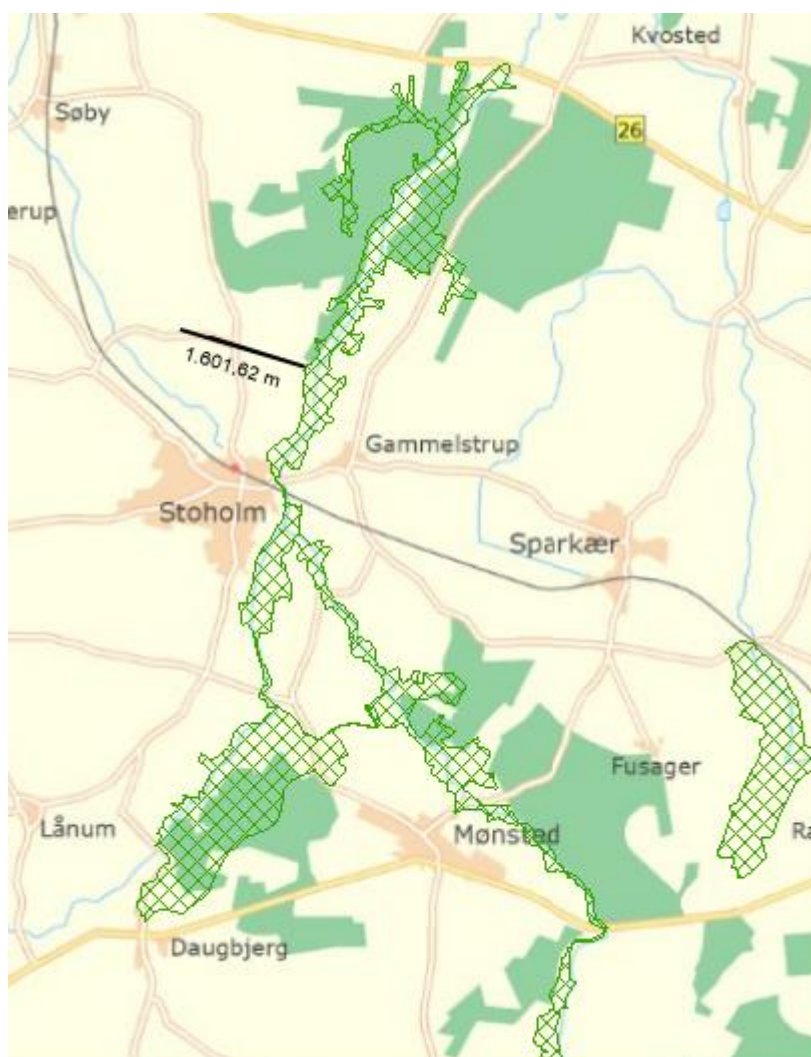 Kvosted
Søby
26
erup
1.601,62 m
Gammelstrup
Stoholm
Sparkær
Fusager
Lånum
Mønsted
Ra
Daugbjerg